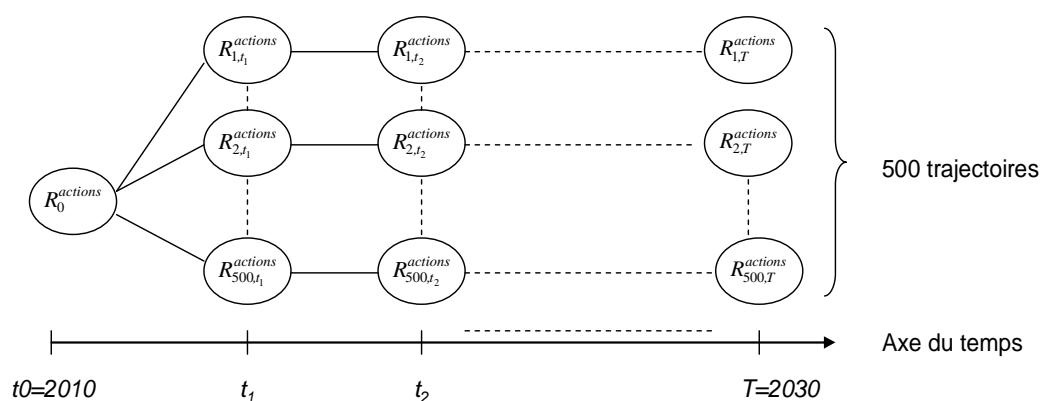 R_{1,t_1}^{actions} R_{1,t_2}^{actions} R_{1,T}^{actions}
R_{2,t_1}^{actions} R_{2,t_2}^{actions} R_{2,T}^{actions}
500 trajectoires
R_0^{actions}
R_{500,t_1}^{actions} R_{500,t_2}^{actions} R_{500,T}^{actions}
Axe du temps
t0=2010 t_1 t_2 T=2030